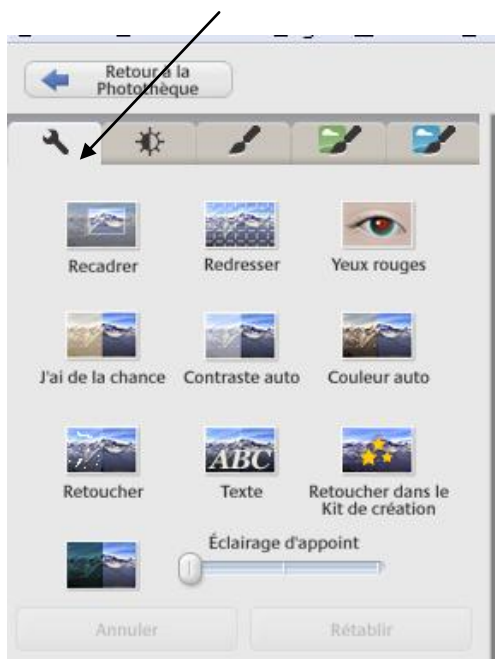 Retour à la
Photothèque
Recadrer
Redresser
Yeux rouges
J'ai de la chance
Contraste auto
Couleur auto
Retoucher
ABC
Texte
Retoucher dans le
Kit de création
Éclairage d'appoint
Annuler
Rétablir